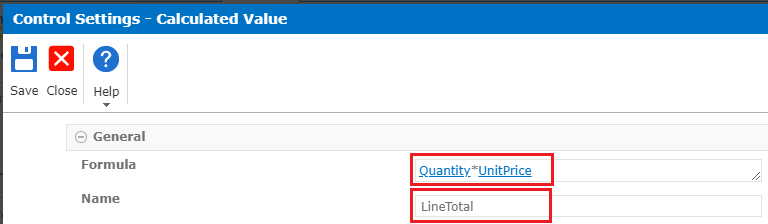 Control Settings - Calculated Value
Save Close Help
General
Formula Quantity*UnitPrice
Name LineTotal